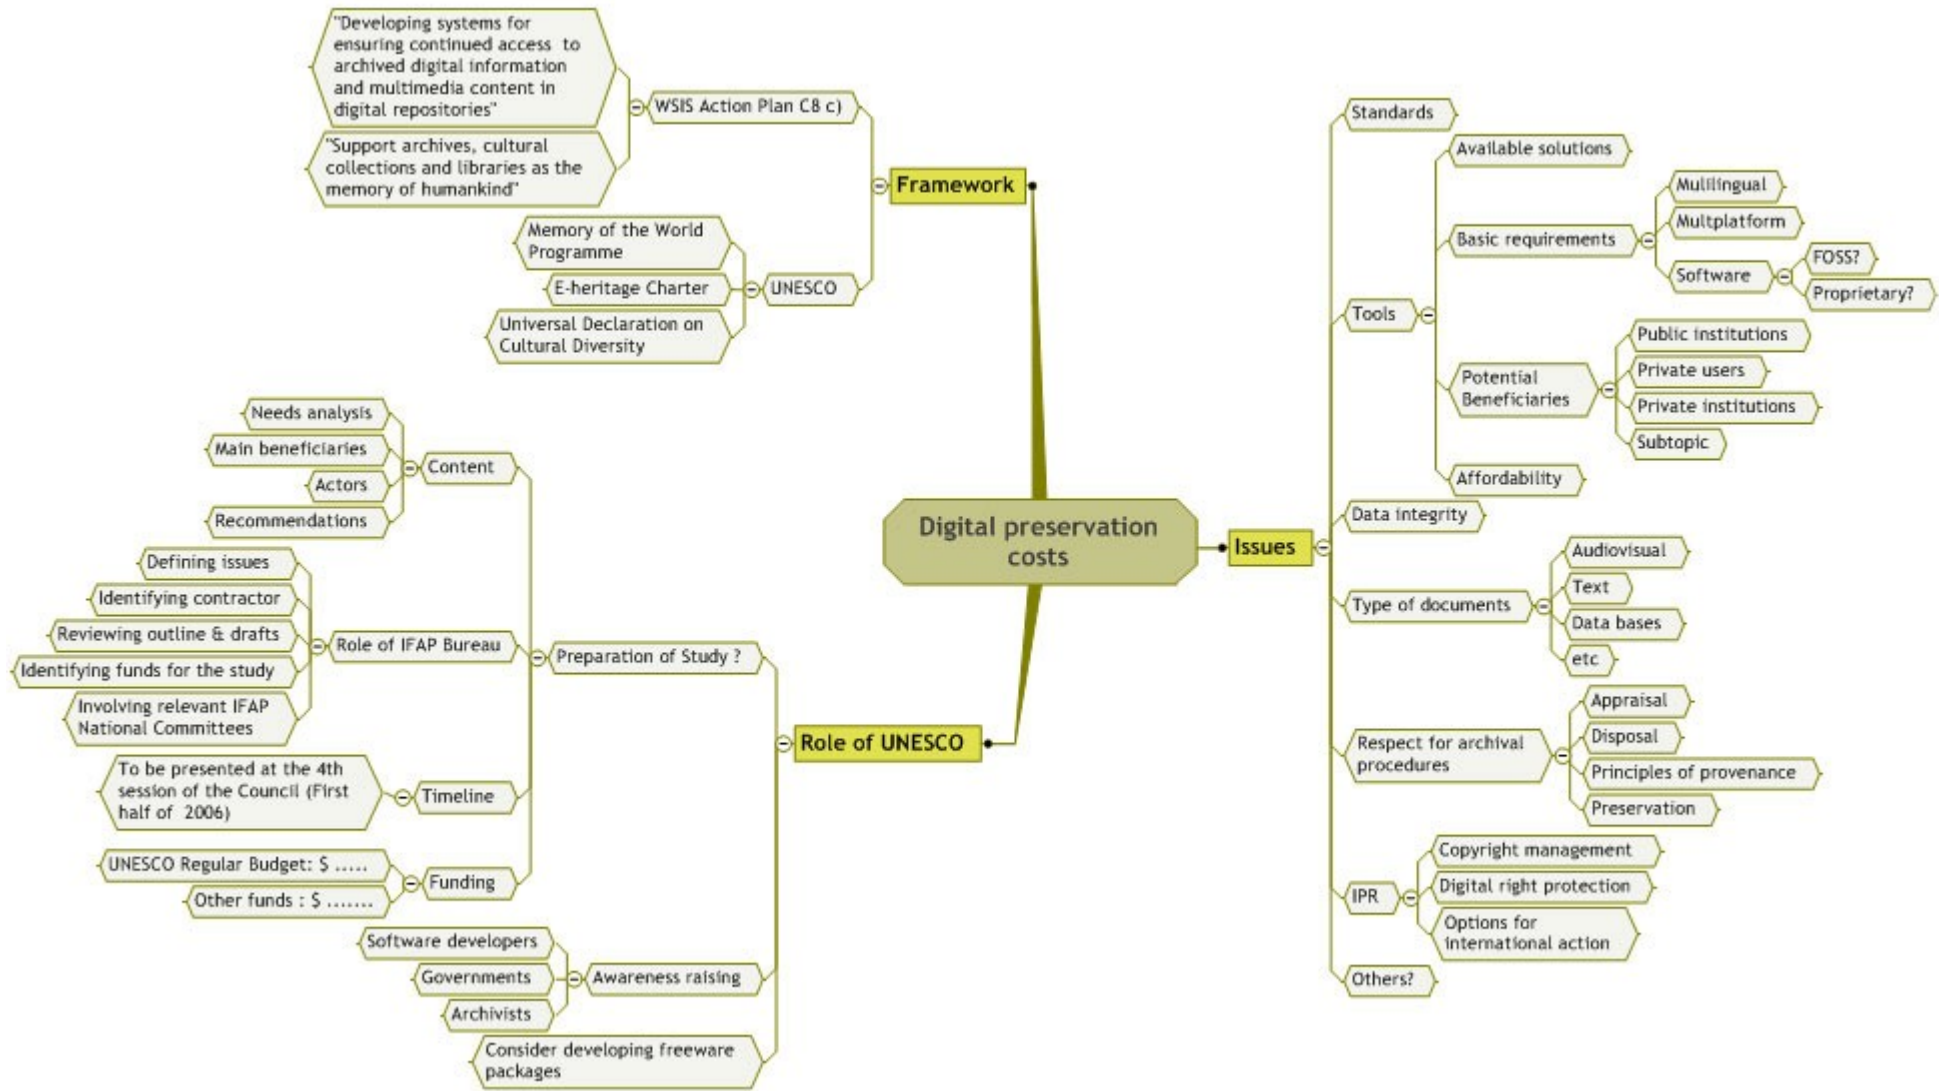 "Developing systems for
ensuring continued access  to
archived digital information
and multimedia content in
digital repositories"
"Support archives, cultural
collections and libraries as the
memory of humankind"
WSIS Action Plan C8 c)
Framework
Memory of the World
Programme
E-heritage Charter
Universal Declaration on
Cultural Diversity
UNESCO
Needs analysis
Main beneficiaries
Actors
Recommendations
Content
Defining issues
Identifying contractor
Reviewing outline & drafts
Identifying funds for the study
Involving relevant IFAP
National Committees
Role of IFAP Bureau
Preparation of Study ?
To be presented at the 4th
session of the Council (First
half of  2006)
Timeline
UNESCO Regular Budget: $ .....
Other funds : $ .......
Funding
Role of UNESCO
Software developers
Governments
Archivists
Awareness raising
Consider developing freeware
packages
Digital preservation
costs
Issues
Standards
Tools
Available solutions
Basic requirements
Mulilingual
Multplatform
Software
FOSS?
Proprietary?
Potential
Beneficiaries
Public institutions
Private users
Private institutions
Subtopic
Affordability
Data integrity
Type of documents
Audiovisual
Text
Data bases
etc
Respect for archival
procedures
Appraisal
Disposal
Principles of provenance
Preservation
IPR
Copyright management
Digital right protection
Options for
international action
Others?